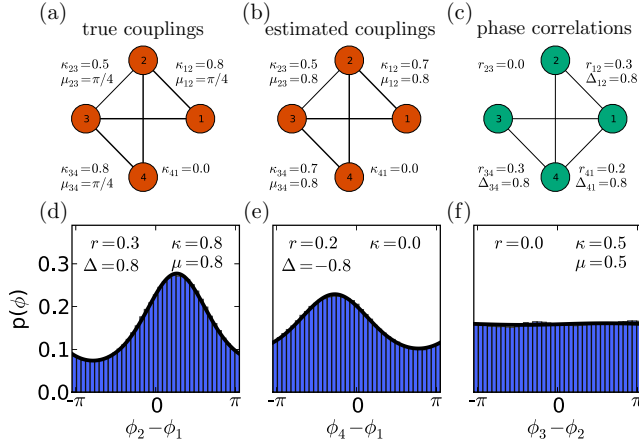 (a) (b) (c)
true couplings estimated couplings phase correlations
κ₂₃=0.5 2 κ₁₂=0.8 κ₂₃=0.5 2 κ₁₂=0.7 r₂₃=0.0 2 r₁₂=0.3
μ₂₃=π/4 μ₁₂=π/4 μ₂₃=0.8 μ₁₂=0.8 Δ₁₂=0.8
3 1 3 1 3 1
κ₃₄=0.8 4 κ₄₁=0.0 κ₃₄=0.7 4 κ₄₁=0.0 r₃₄=0.3 4 r₄₁=0.2
μ₃₄=π/4 μ₃₄=0.8 Δ₃₄=0.8 Δ₄₁=0.8
(d) (e) (f)
r=0.3 κ=0.8 r=0.2 κ=0.0 r=0.0 κ=0.5
Δ=0.8 μ=0.8 Δ=−0.8 μ=0.5
p(ϕ)
0.3
0.2
0.1
0.0
-π 0 π -π 0 π -π 0 π
ϕ₂−ϕ₁ ϕ₄−ϕ₁ ϕ₃−ϕ₂